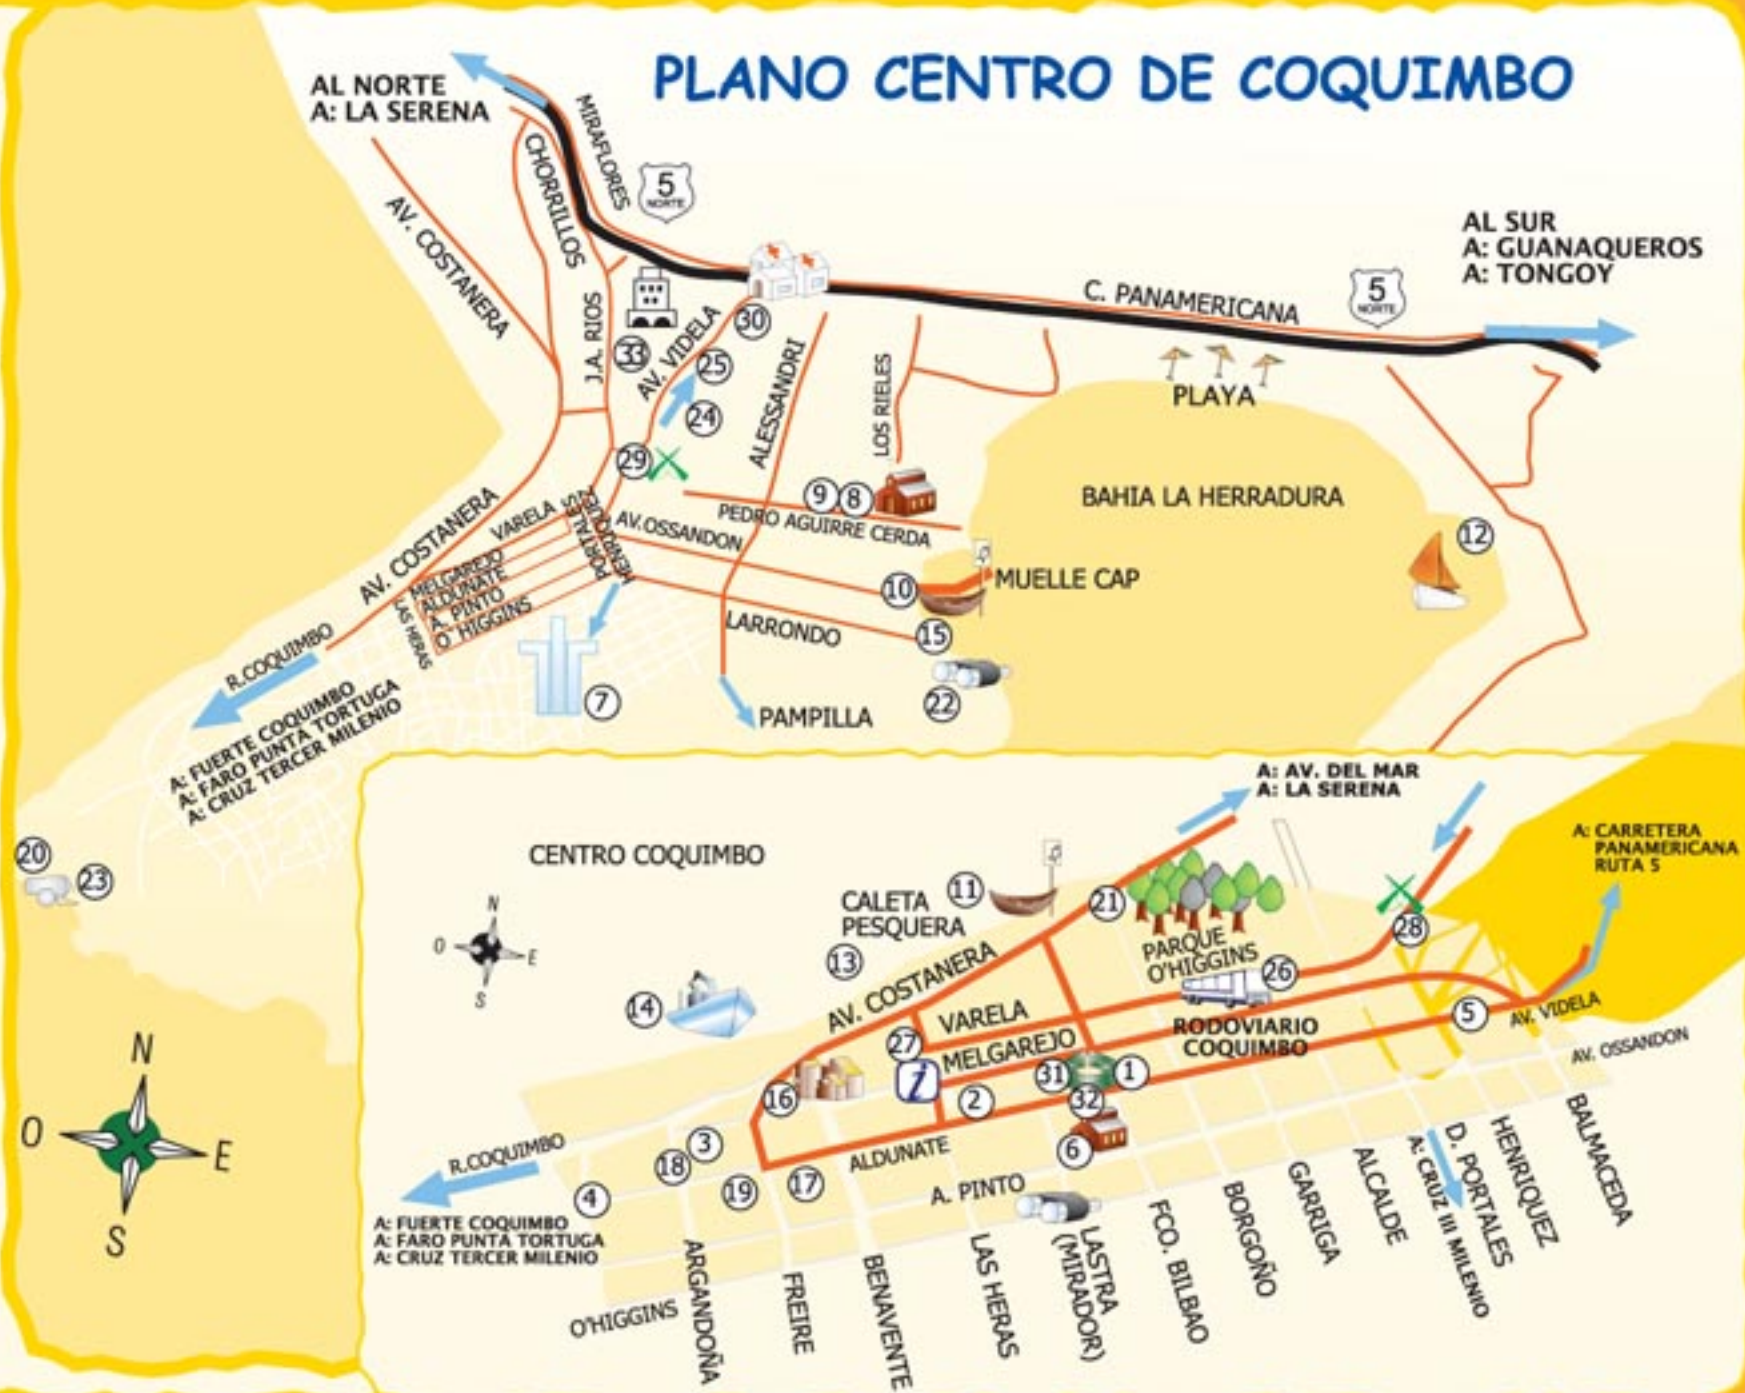 PLANO CENTRO DE COQUIMBO
AL NORTE
A: LA SERENA
MIRAFLORES
5
NORTE
CHORRILLOS
AV. COSTANERA
AL SUR
A: GUANAQUEROS
A: TONGOY
5
NORTE
C. PANAMERICANA
J.A. RIOS
33
AV. VIDELA
30
25
24
ALESSANDRI
LOS RIELES
PLAYA
29
9
8
BAHIA LA HERRADURA
12
AV. COSTANERA
VARELA
PORTALES
HENRIQUEZ
AV.OSSANDON
PEDRO AGUIRRE CERDA
MELGAREJO
ALDUNATE
A. PINTO
O' HIGGINS
LAS HERAS
10
MUELLE CAP
LARRONDO
15
22
7
PAMPILLA
R.COQUIMBO
A: FUERTE COQUIMBO
A: FARO PUNTA TORTUGA
A: CRUZ TERCER MILENIO
20
23
N
O
E
S
CENTRO COQUIMBO
N
O
E
S
A: AV. DEL MAR
A: LA SERENA
A: CARRETERA
PANAMERICANA
RUTA 5
CALETA
PESQUERA
11
21
13
14
28
PARQUE
O'HIGGINS
26
AV. COSTANERA
VARELA
27
MELGAREJO
RODOVIARIO
COQUIMBO
5
AV. VIDELA
AV. OSSANDON
i
16
2
31
1
32
6
3
18
19
17
4
ALDUNATE
A. PINTO
R.COQUIMBO
A: FUERTE COQUIMBO
A: FARO PUNTA TORTUGA
A: CRUZ TERCER MILENIO
O'HIGGINS
ARGANDOÑA
FREIRE
BENAVENTE
LAS HERAS
LASTRA
(MIRADOR)
FCO. BILBAO
BORGOÑO
GARRIGA
ALCALDE
A: CRUZ III MILENIO
D. PORTALES
HENRIQUEZ
BALMACEDA